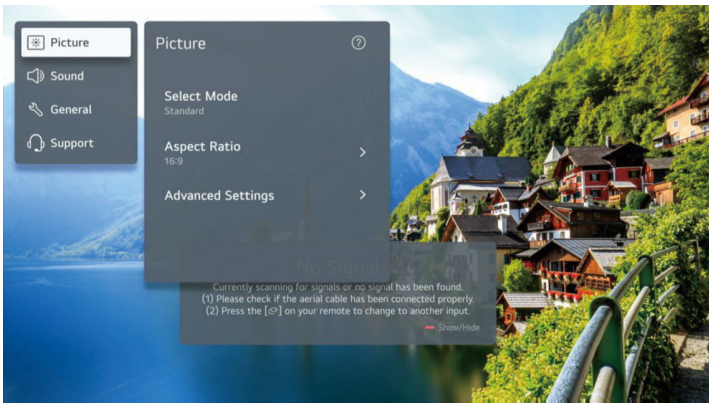 Picture
Sound
General
Support
Picture
?
Select Mode
Standard
Aspect Ratio
16:9
Advanced Settings
No Signal
Currently scanning for signals or no signal has been found.
(1) Please check if the aerial cable has been connected properly.
(2) Press the [ ] on your remote to change to another input.
Show/Hide